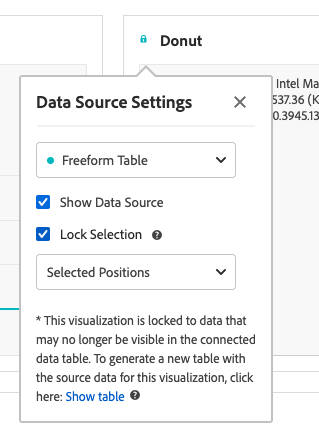 Donut
Intel Ma
537.36 (K
0.3945.13
Data Source Settings
Freeform Table
Show Data Source
Lock Selection ?
Selected Positions
* This visualization is locked to data that
may no longer be visible in the connected
data table. To generate a new table with
the source data for this visualization, click
here: Show table ?